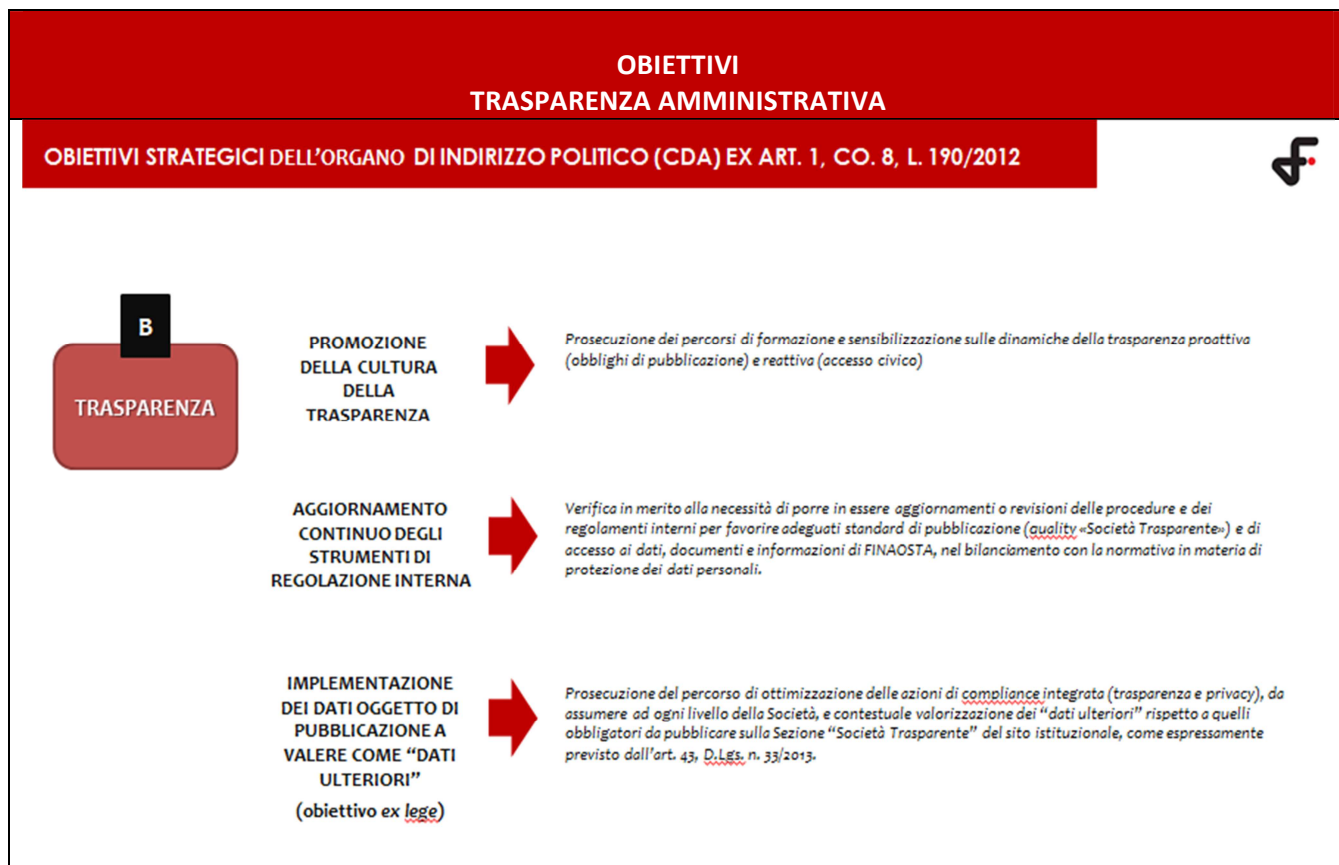 OBIETTIVI
TRASPARENZA AMMINISTRATIVA
OBIETTIVI STRATEGICI DELL'ORGANO DI INDIRIZZO POLITICO (CDA) EX ART. 1, CO. 8, L. 190/2012
B
TRASPARENZA
PROMOZIONE
DELLA CULTURA
DELLA
TRASPARENZA
Prosecuzione dei percorsi di formazione e sensibilizzazione sulle dinamiche della trasparenza proattiva
(obblighi di pubblicazione) e reattiva (accesso civico)
AGGIORNAMENTO
CONTINUO DEGLI
STRUMENTI DI
REGOLAZIONE INTERNA
Verifica in merito alla necessità di porre in essere aggiornamenti o revisioni delle procedure e dei
regolamenti interni per favorire adeguati standard di pubblicazione (quality «Società Trasparente») e di
accesso ai dati, documenti e informazioni di FINAOSTA, nel bilanciamento con la normativa in materia di
protezione dei dati personali.
IMPLEMENTAZIONE
DEI DATI OGGETTO DI
PUBBLICAZIONE A
VALERE COME "DATI
ULTERIORI"
(obiettivo ex lege)
Prosecuzione del percorso di ottimizzazione delle azioni di compliance integrata (trasparenza e privacy), da
assumere ad ogni livello della Società, e contestuale valorizzazione dei "dati ulteriori" rispetto a quelli
obbligatori da pubblicare sulla Sezione "Società Trasparente" del sito istituzionale, come espressamente
previsto dall'art. 43, D.Lgs. n. 33/2013.